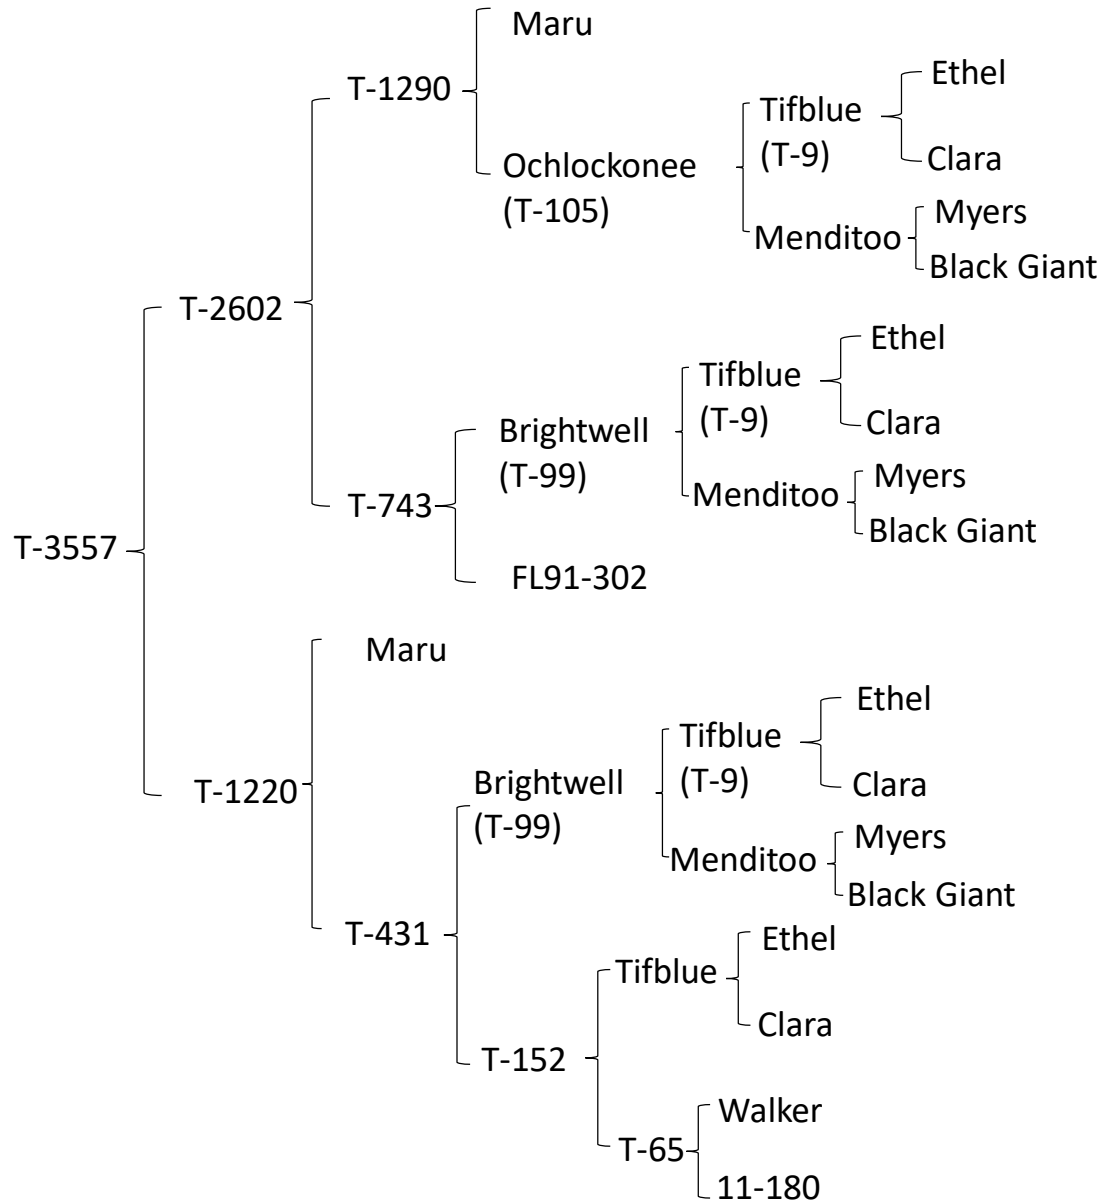 Maru
Ethel
T-1290
Tifblue
(T-9)
Clara
Ochlockonee
(T-105)
Myers
Menditoo
Black Giant
T-2602
Ethel
Tifblue
(T-9)
Clara
Brightwell
(T-99)
Myers
Menditoo
T-743
Black Giant
T-3557
FL91-302
Maru
Ethel
Tifblue
(T-9)
Brightwell
(T-99)
Clara
T-1220
Myers
Menditoo
Black Giant
T-431
Ethel
Tifblue
Clara
T-152
Walker
T-65
11-180